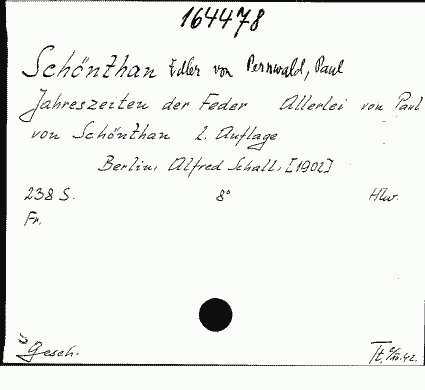 164478
Schönthan Edler von Pernwald, Paul
Jahreszeiten der Feder Allerlei von Paul
von Schönthan 2. Auflage
Berlin, Alfred Schall, [1902]
238 S. 8° Hlw.
Fr.
Gesch. Tt.